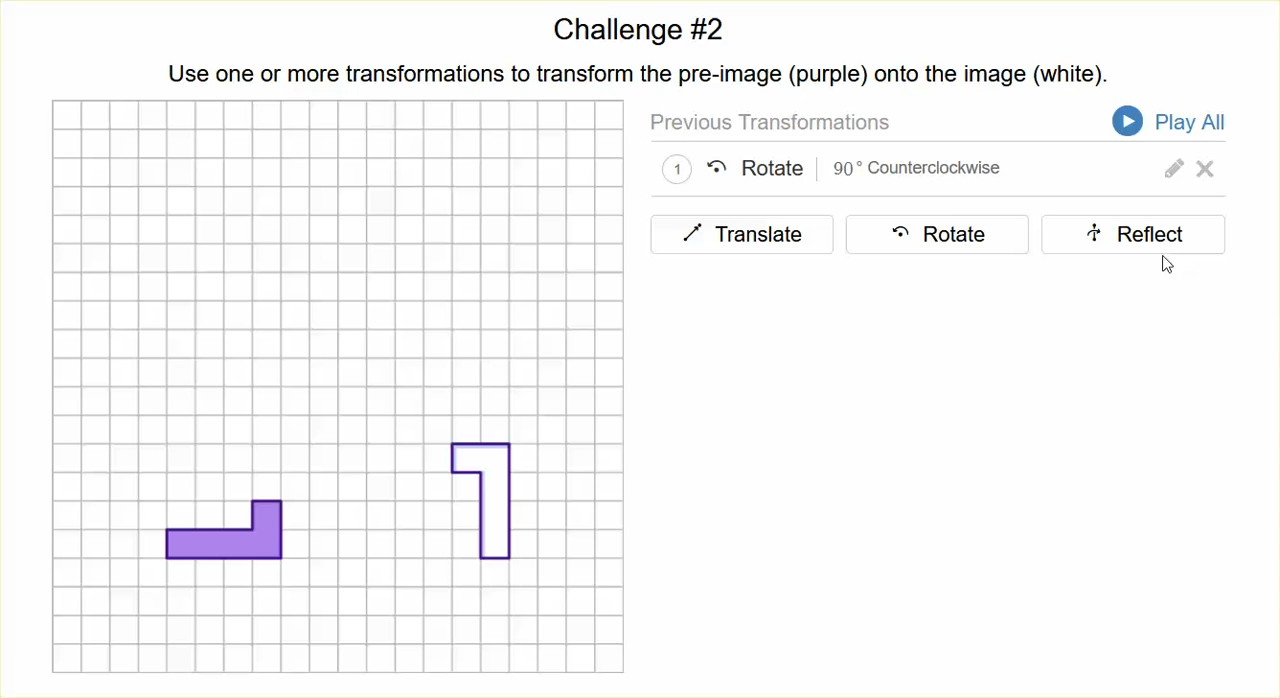 Challenge #2
Use one or more transformations to transform the pre-image (purple) onto the image (white).
Previous Transformations
Play All
1 Rotate 90° Counterclockwise
Translate
Rotate
Reflect